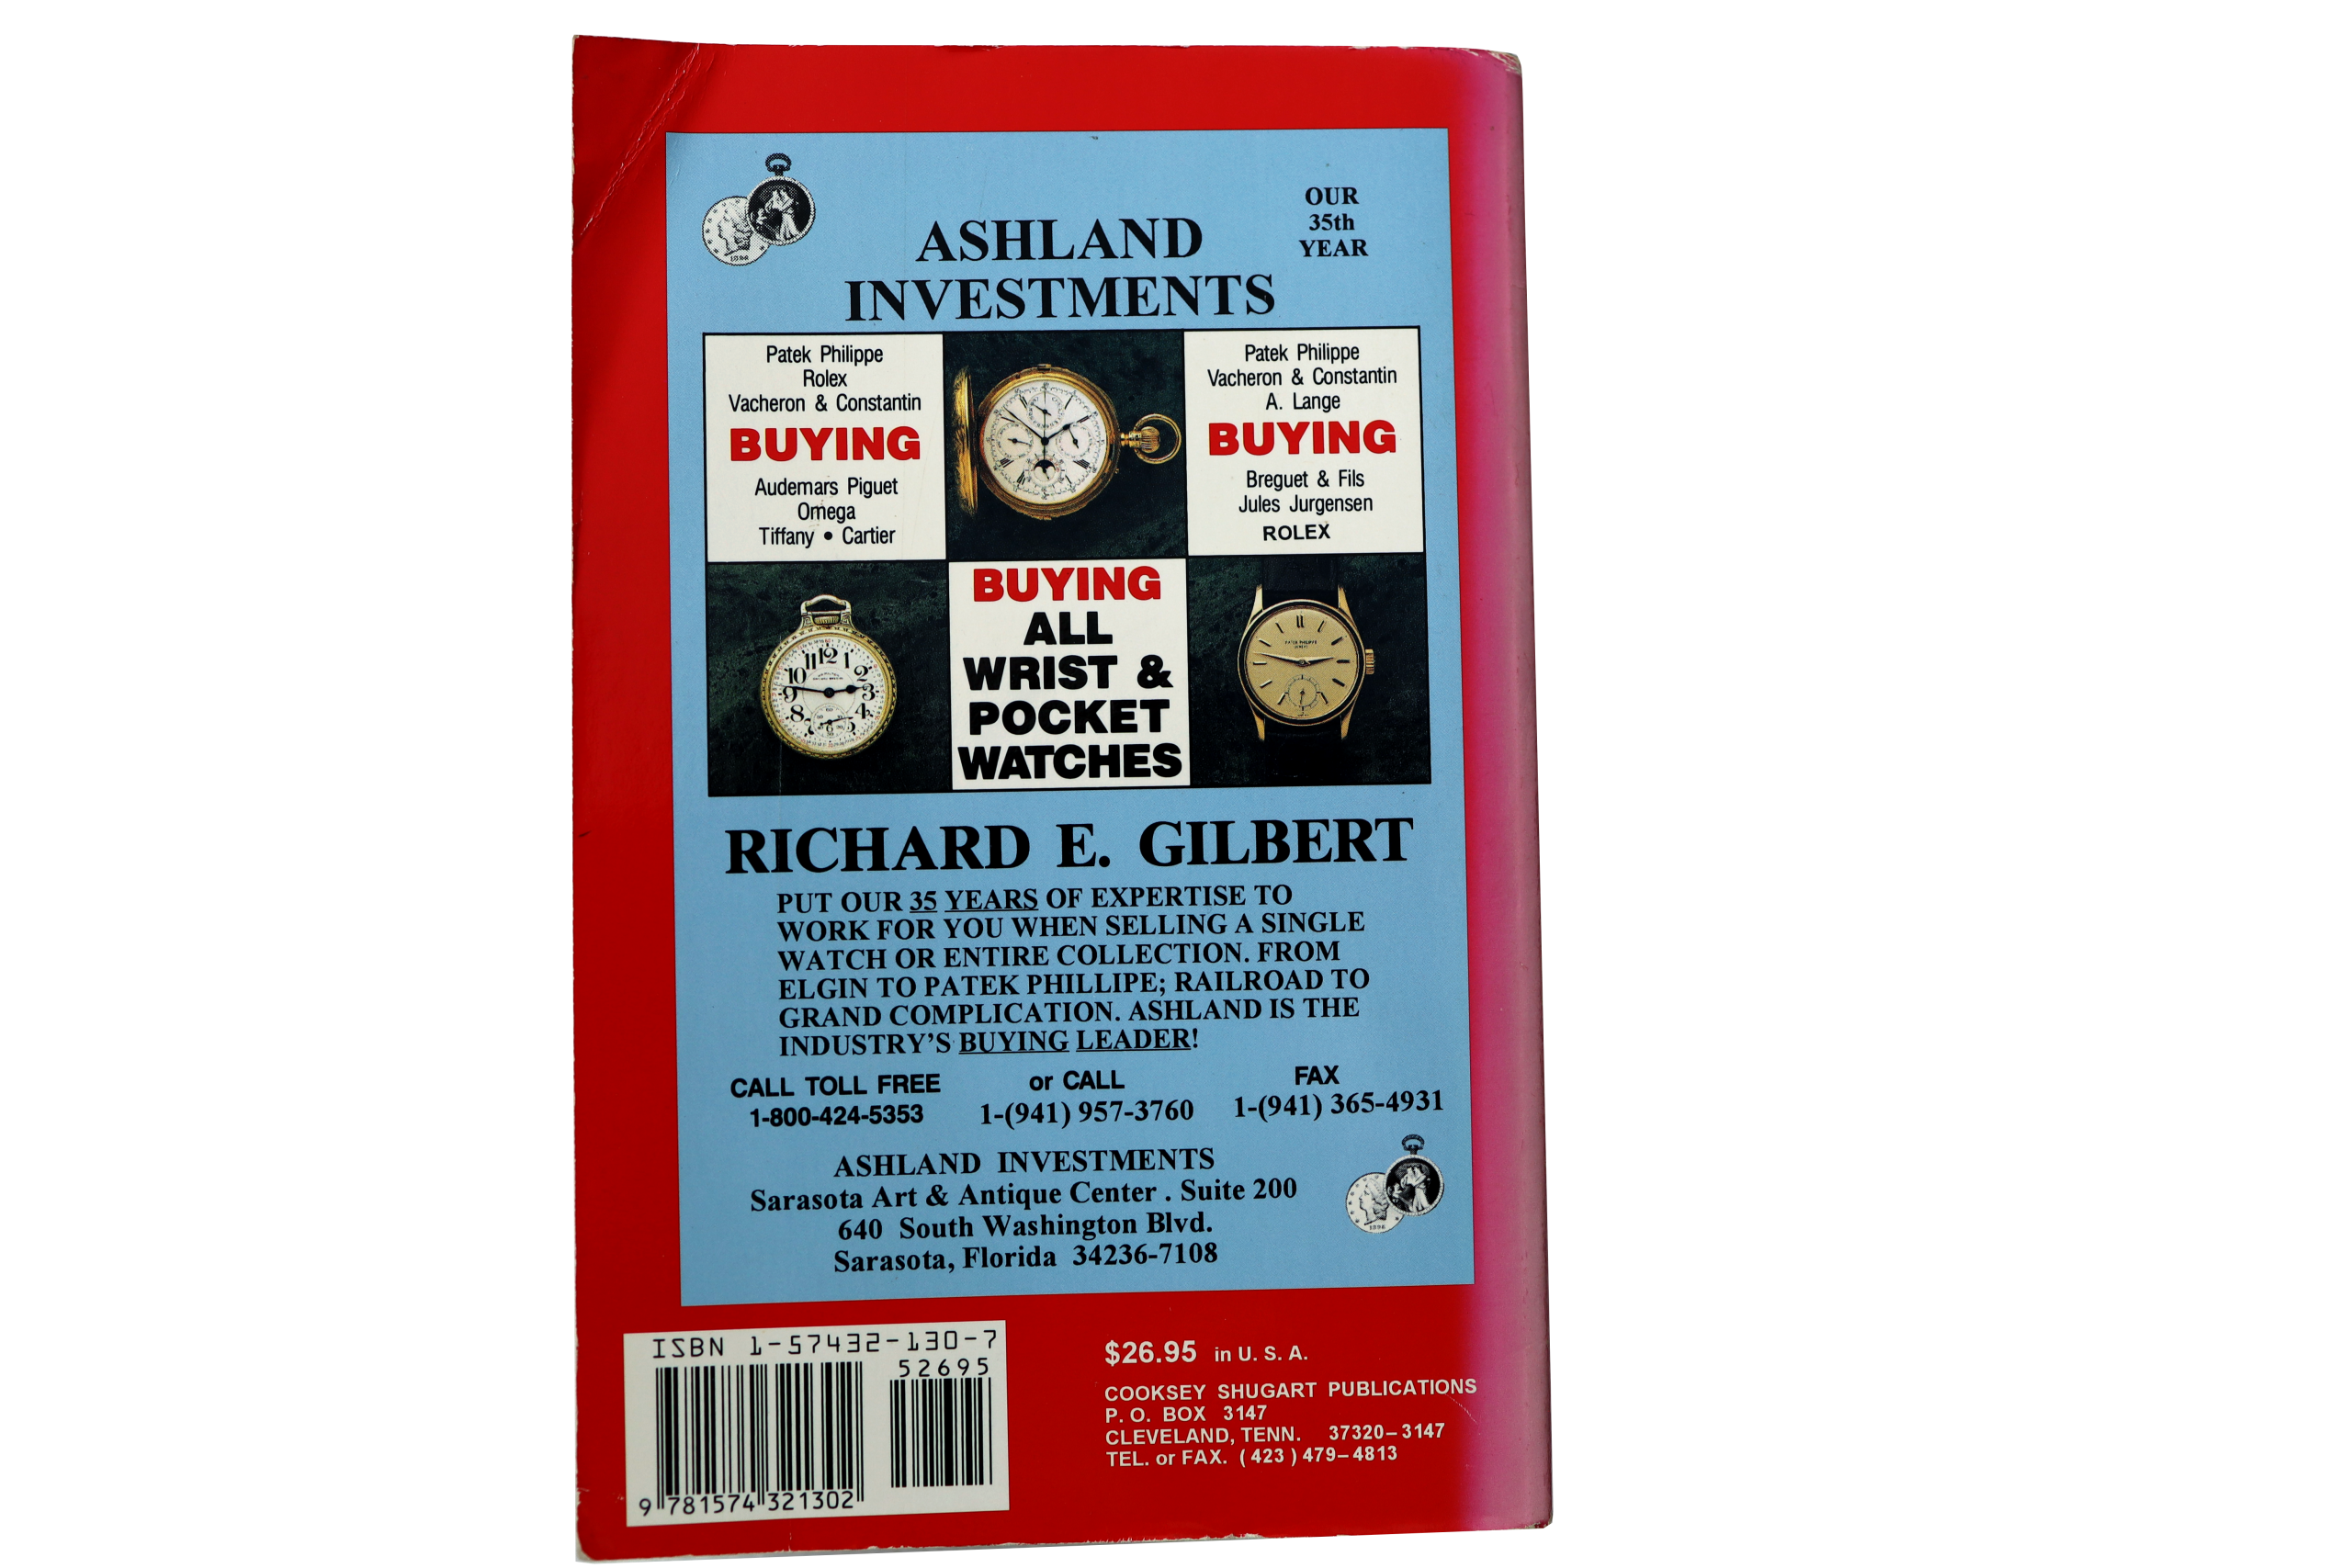 OUR
35th
YEAR
ASHLAND
INVESTMENTS
Patek Philippe
Rolex
Vacheron & Constantin
BUYING
Audemars Piguet
Omega
Tiffany • Cartier
Patek Philippe
Vacheron & Constantin
A. Lange
BUYING
Breguet & Fils
Jules Jurgensen
ROLEX
BUYING
ALL
WRIST &
POCKET
WATCHES
PATEK PHILIPPE
RICHARD E. GILBERT
PUT OUR 35 YEARS OF EXPERTISE TO
WORK FOR YOU WHEN SELLING A SINGLE
WATCH OR ENTIRE COLLECTION. FROM
ELGIN TO PATEK PHILLIPE; RAILROAD TO
GRAND COMPLICATION. ASHLAND IS THE
INDUSTRY'S BUYING LEADER!
CALL TOLL FREE
1-800-424-5353
or CALL
1-(941) 957-3760
FAX
1-(941) 365-4931
ASHLAND INVESTMENTS
Sarasota Art & Antique Center . Suite 200
640 South Washington Blvd.
Sarasota, Florida 34236-7108
ISBN 1-57432-130-7
52695
9 781574 321302
$26.95 in U. S. A.
COOKSEY SHUGART PUBLICATIONS
P. O. BOX 3147
CLEVELAND, TENN. 37320-3147
TEL. or FAX. ( 423 ) 479-4813